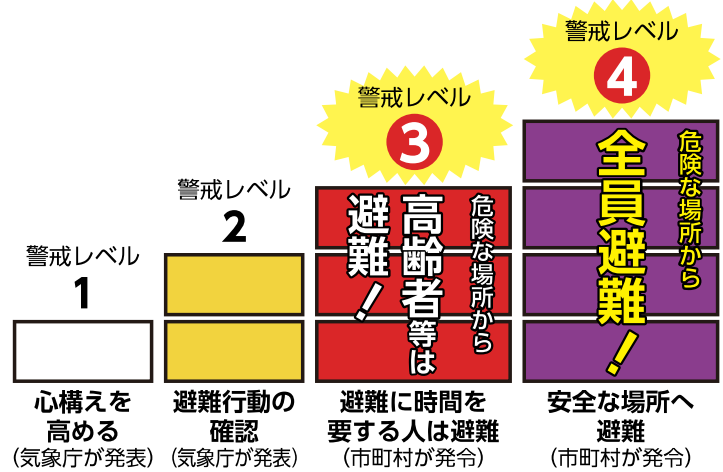 警戒レベル
1
心構えを
高める
(気象庁が発表)
警戒レベル
2
避難行動の
確認
(気象庁が発表)
警戒レベル
3
危険な場所から
高齢者等は
避難!
避難に時間を
要する人は避難
(市町村が発令)
警戒レベル
4
危険な場所から
全員避難!
安全な場所へ
避難
(市町村が発令)